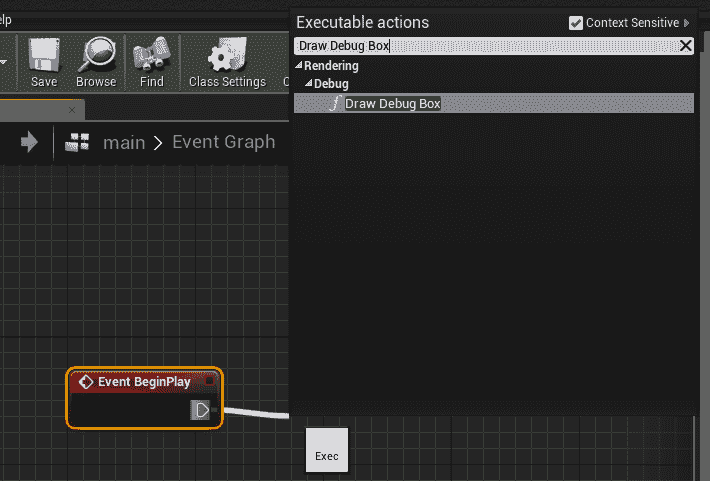 elp
Executable actions
Context Sensitive
Draw Debug Box
Rendering
Debug
f Draw Debug Box
Save
Browse
Find
Class Settings
main > Event Graph
Event BeginPlay
Exec